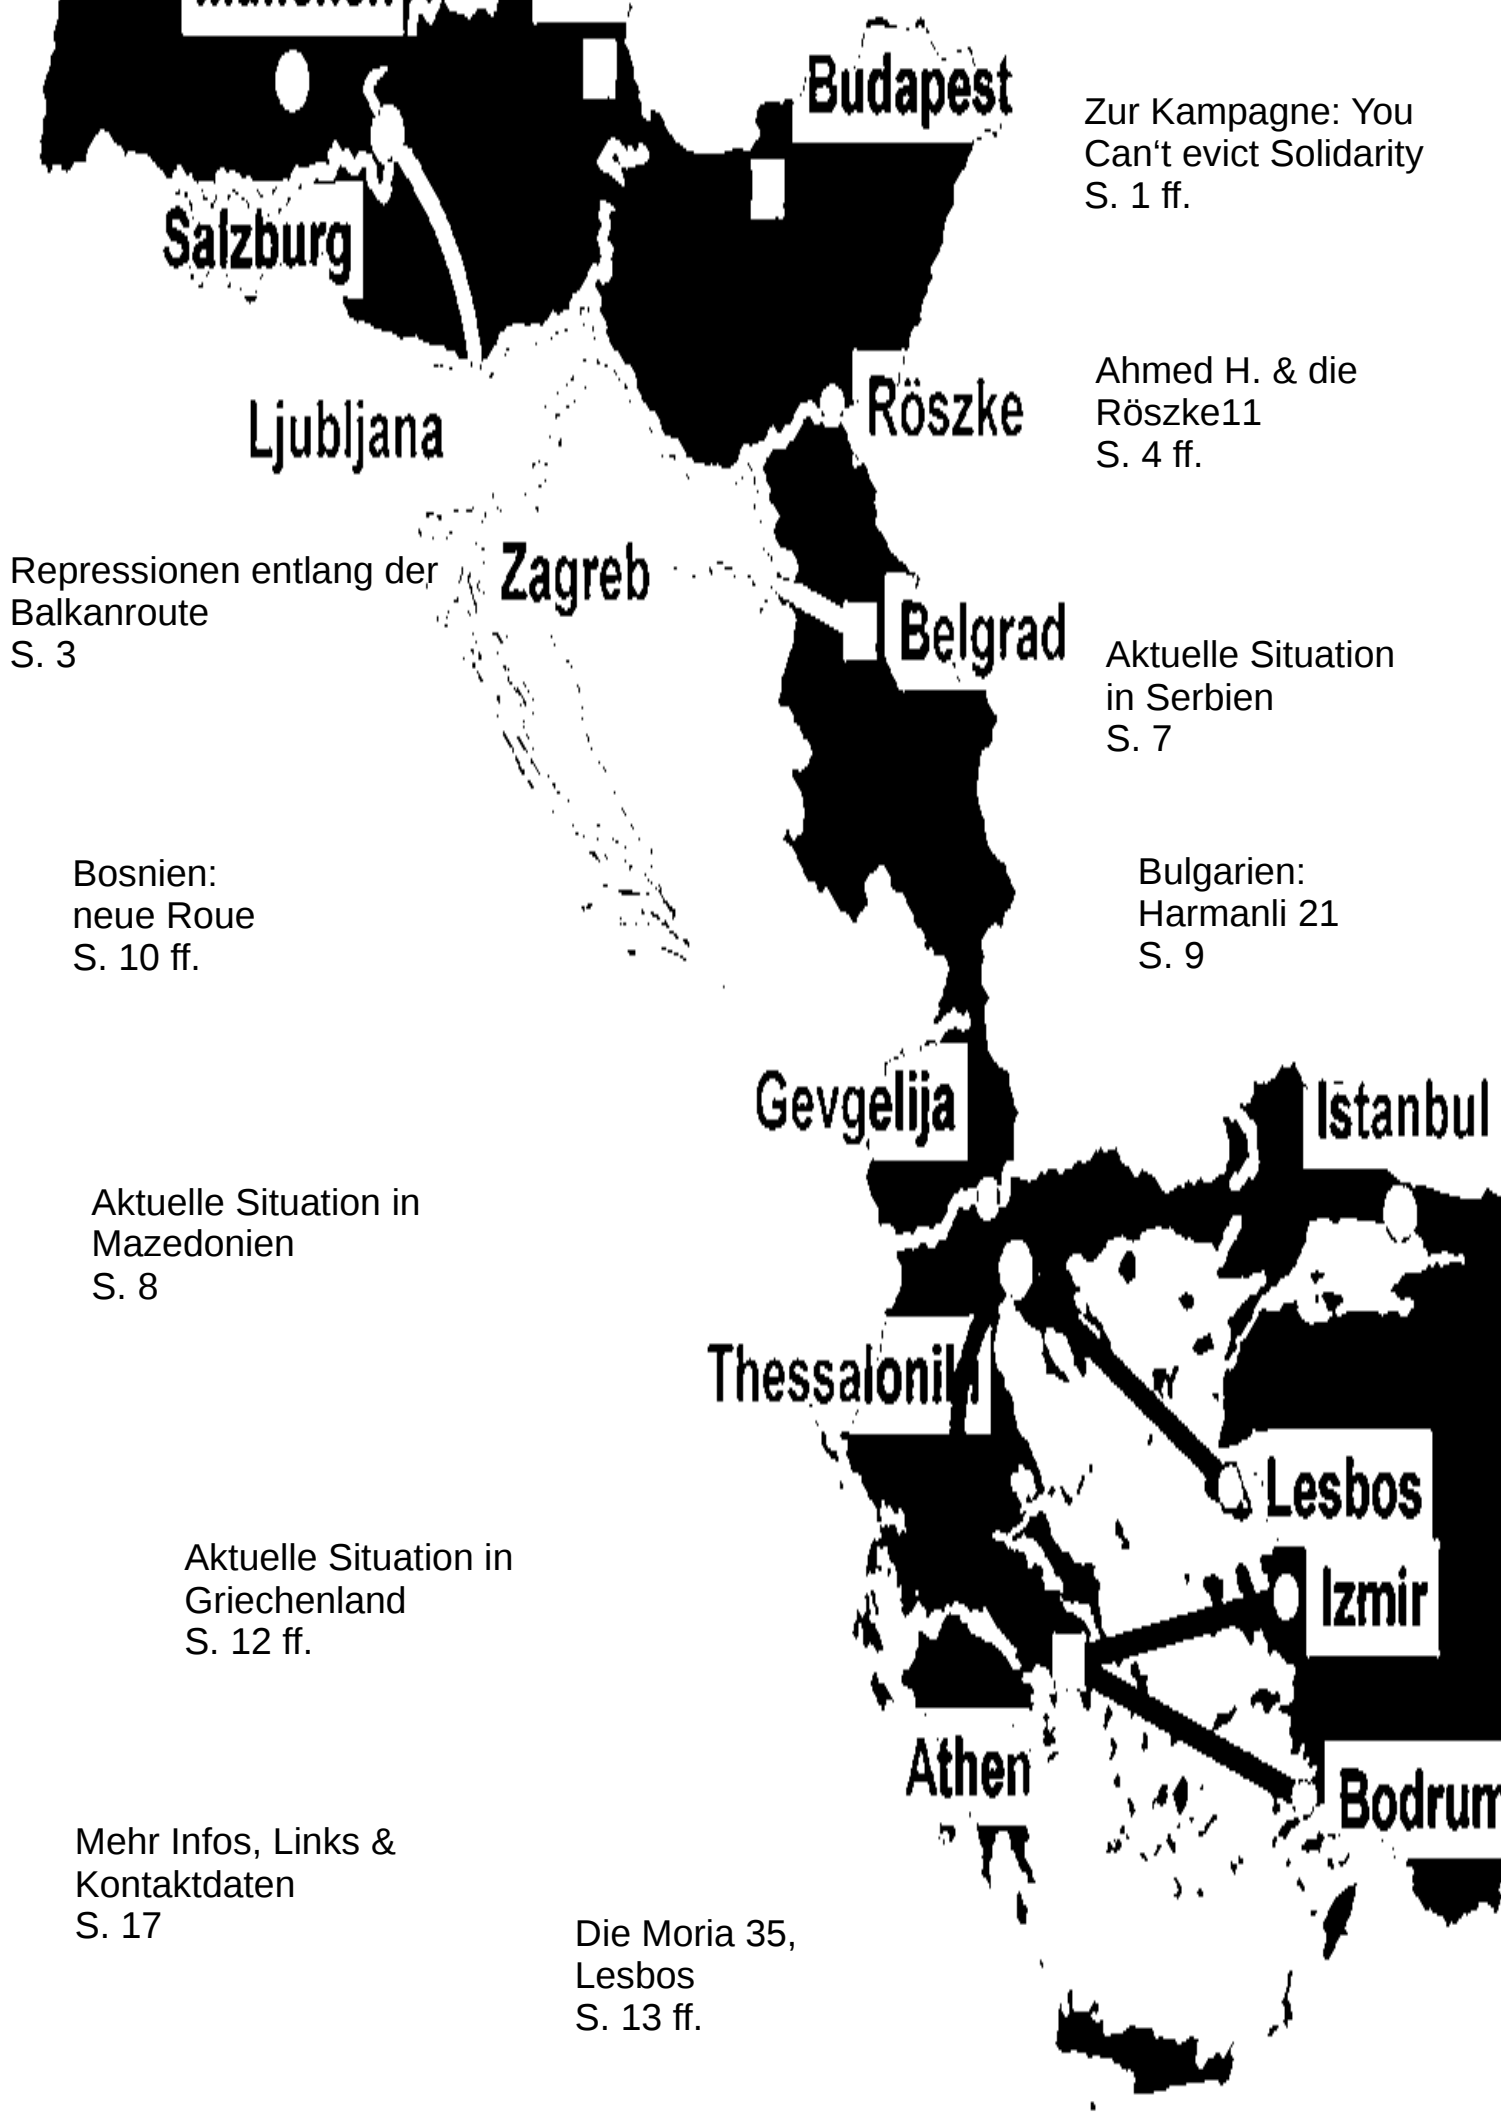 Budapest
Zur Kampagne: You
Can‘t evict Solidarity
S. 1 ff.
Salzburg
Ahmed H. & die
Röszke11
S. 4 ff.
Röszke
Ljubljana
Repressionen entlang der
Balkanroute
S. 3
Zagreb
Belgrad
Aktuelle Situation
in Serbien
S. 7
Bosnien:
neue Roue
S. 10 ff.
Bulgarien:
Harmanli 21
S. 9
Gevgelija
Istanbul
Aktuelle Situation in
Mazedonien
S. 8
Thessaloniki
Lesbos
Izmir
Aktuelle Situation in
Griechenland
S. 12 ff.
Athen
Bodrum
Mehr Infos, Links &
Kontaktdaten
S. 17
Die Moria 35,
Lesbos
S. 13 ff.